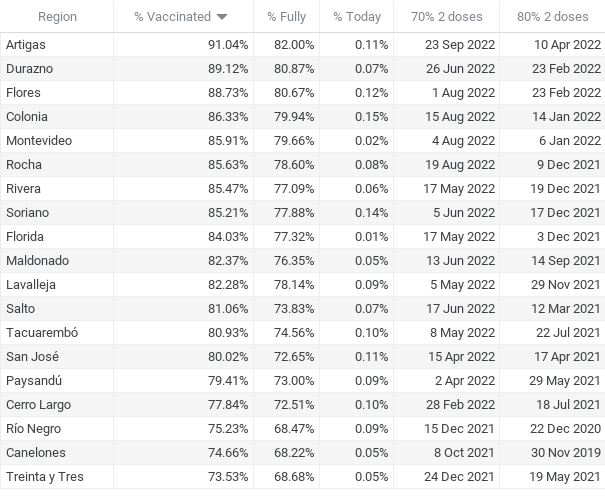 Region % Vaccinated % Fully % Today 70% 2 doses 80% 2 doses
Artigas 91.04% 82.00% 0.11% 23 Sep 2022 10 Apr 2022
Durazno 89.12% 80.87% 0.07% 26 Jun 2022 23 Feb 2022
Flores 88.73% 80.67% 0.12% 1 Aug 2022 23 Feb 2022
Colonia 86.33% 79.94% 0.15% 15 Aug 2022 14 Jan 2022
Montevideo 85.91% 79.66% 0.02% 4 Aug 2022 6 Jan 2022
Rocha 85.63% 78.60% 0.08% 19 Aug 2022 9 Dec 2021
Rivera 85.47% 77.09% 0.06% 17 May 2022 19 Dec 2021
Soriano 85.21% 77.88% 0.14% 5 Jun 2022 17 Dec 2021
Florida 84.03% 77.32% 0.01% 17 May 2022 3 Dec 2021
Maldonado 82.37% 76.35% 0.05% 13 Jun 2022 14 Sep 2021
Lavalleja 82.28% 78.14% 0.09% 5 May 2022 29 Nov 2021
Salto 81.06% 73.83% 0.07% 17 Jun 2022 12 Mar 2021
Tacuarembó 80.93% 74.56% 0.10% 8 May 2022 22 Jul 2021
San José 80.02% 72.65% 0.11% 15 Apr 2022 17 Apr 2021
Paysandú 79.41% 73.00% 0.09% 2 Apr 2022 29 May 2021
Cerro Largo 77.84% 72.51% 0.10% 28 Feb 2022 18 Jul 2021
Río Negro 75.23% 68.47% 0.09% 15 Dec 2021 22 Dec 2020
Canelones 74.66% 68.22% 0.05% 8 Oct 2021 30 Nov 2019
Treinta y Tres 73.53% 68.68% 0.05% 24 Dec 2021 19 May 2021